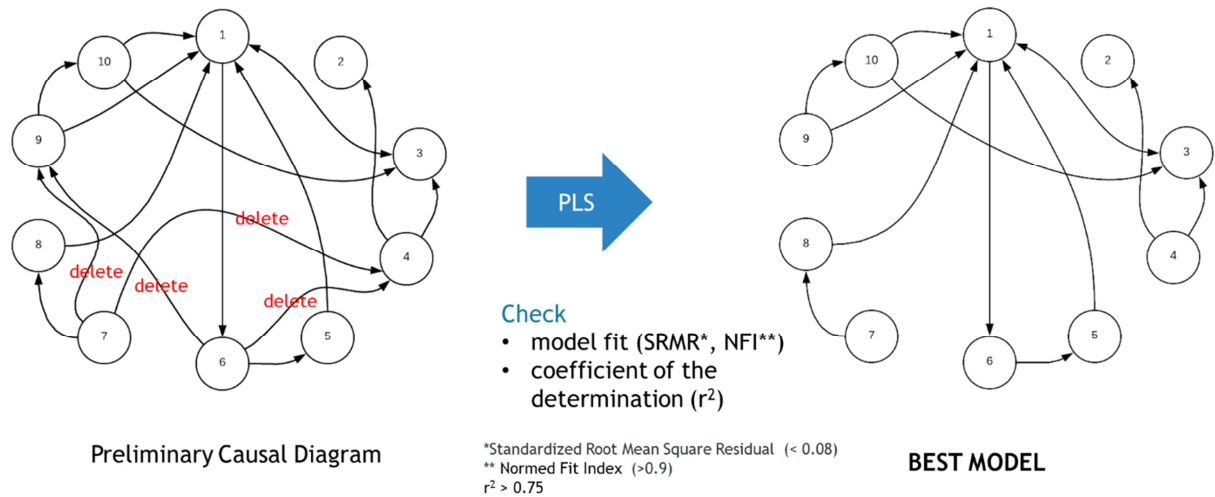 1
10
2
9
3
delete
8
4
delete
delete
delete
7
5
6
Preliminary Causal Diagram
PLS
Check
• model fit (SRMR*, NFI**)
• coefficient of the
determination (r²)
*Standardized Root Mean Square Residual (< 0.08)
** Normed Fit Index (>0.9)
r² > 0.75
1
10
2
9
3
8
4
7
5
6
BEST MODEL